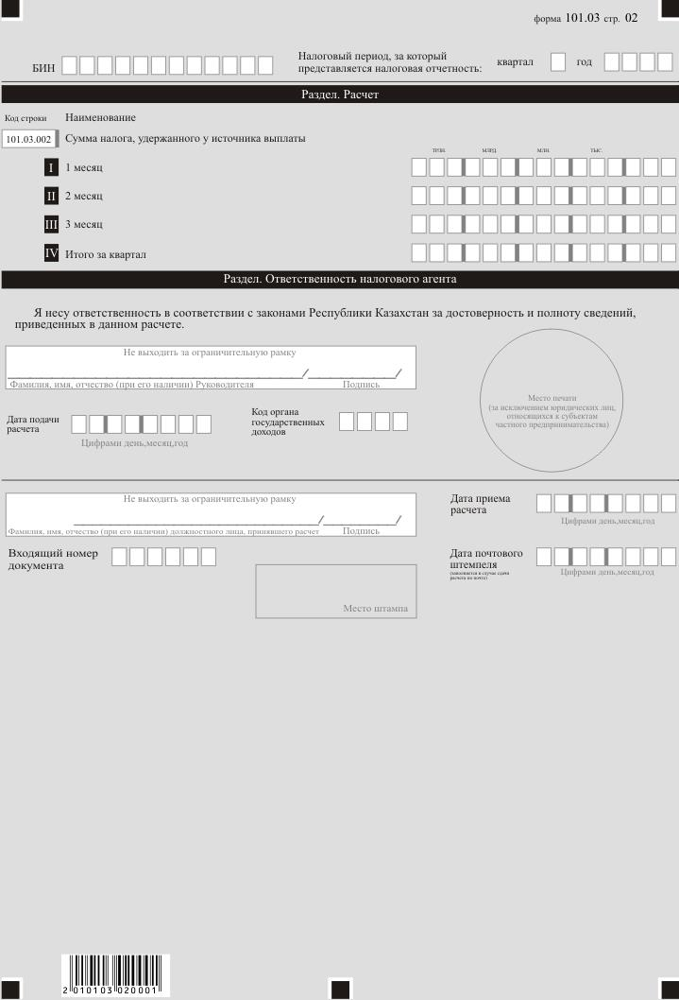 форма 101.03 стр. 02
БИН
Налоговый период, за который
представляется налоговая отчетность:
квартал
год
Раздел. Расчет
Код строки
Наименование
101.03.002
Сумма налога, удержанного у источника выплаты
трлн. млрд. млн. тыс.
I 1 месяц
II 2 месяц
III 3 месяц
IV Итого за квартал
Раздел. Ответственность налогового агента
Я несу ответственность в соответствии с законами Республики Казахстан за достоверность и полноту сведений,
приведенных в данном расчете.
Не выходить за ограничительную рамку
Фамилия, имя, отчество (при его наличии) Руководителя
Подпись
Место печати
(за исключением юридических лиц,
относящихся к субъектам
частного предпринимательства)
Дата подачи
расчета
Цифрами день,месяц,год
Код органа
государственных
доходов
Не выходить за ограничительную рамку
Фамилия, имя, отчество (при его наличии) должностного лица, принявшего расчет
Подпись
Дата приема
расчета
Цифрами день,месяц,год
Входящий номер
документа
Место штампа
Дата почтового
штемпеля
(заполняется в случае сдачи
расчета по почте)
Цифрами день,месяц,год
2 010103 020001